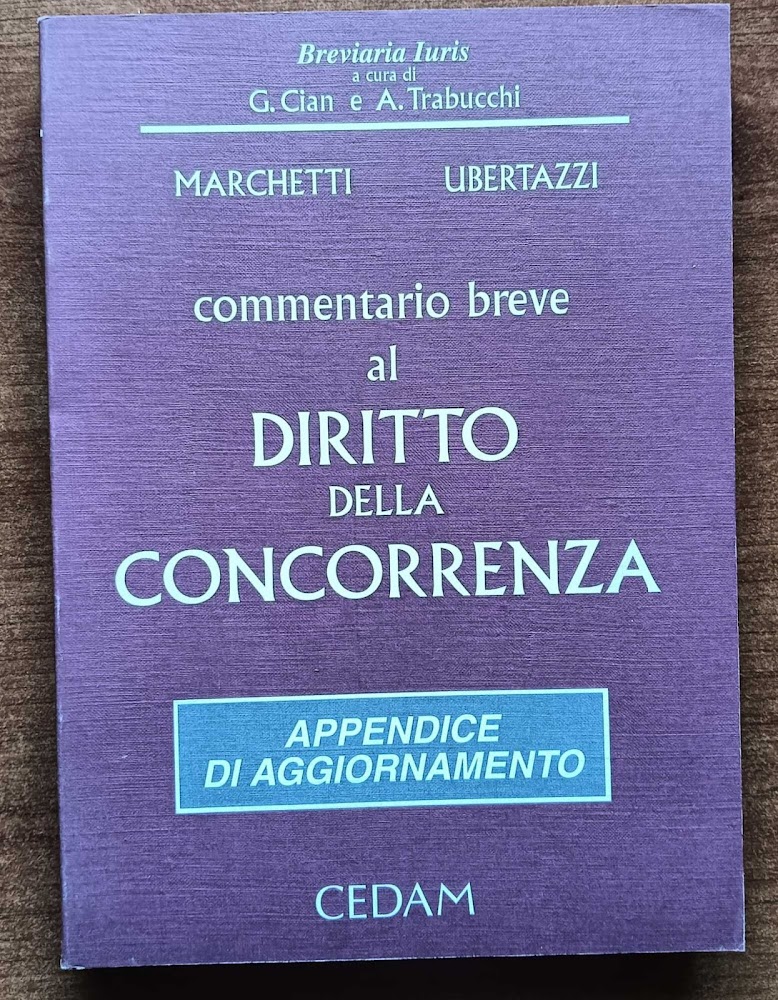 Breviaria Iuris
a cura di
G. Cian e A. Trabucchi
MARCHETTI UBERTAZZI
commentario breve
al
DIRITTO
DELLA
CONCORRENZA
APPENDICE
DI AGGIORNAMENTO
CEDAM